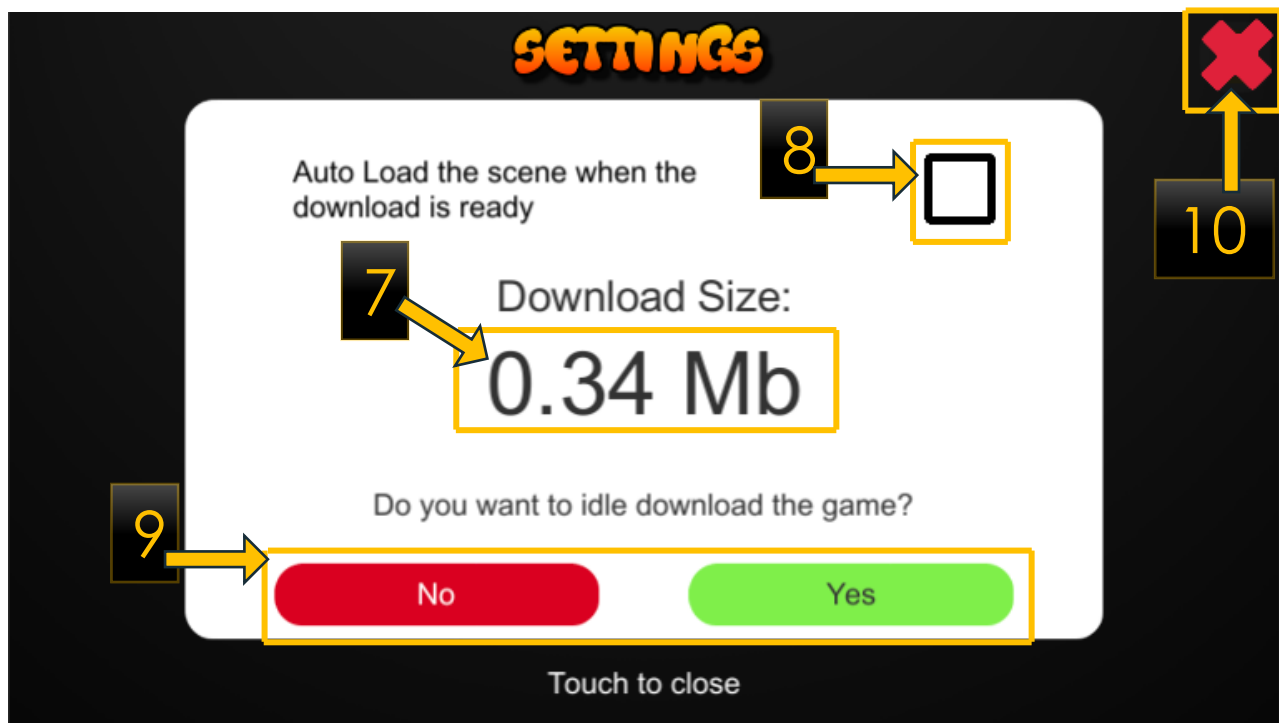 SETTINGS
8
Auto Load the scene when the
download is ready
10
7
Download Size:
0.34 Mb
Do you want to idle download the game?
9
No
Yes
Touch to close